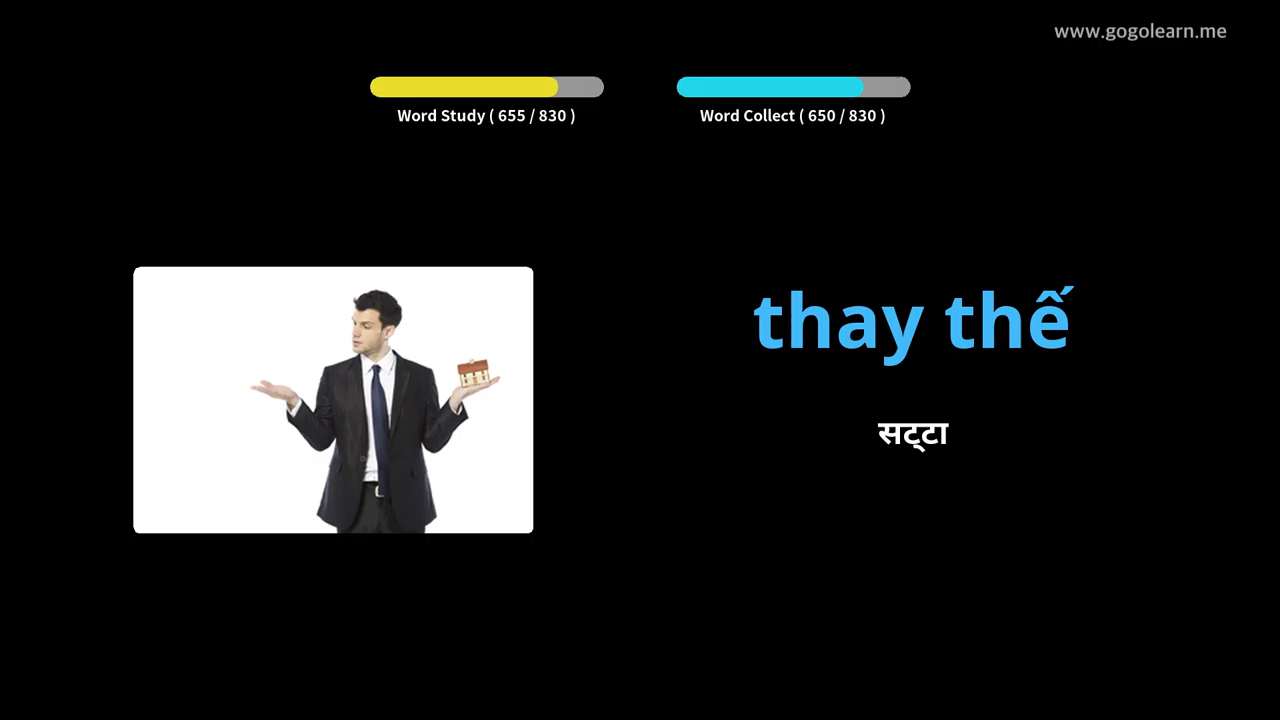 www.gogolearn.me
Word Study ( 655 / 830 )
Word Collect ( 650 / 830 )
thay thế
सट्टा